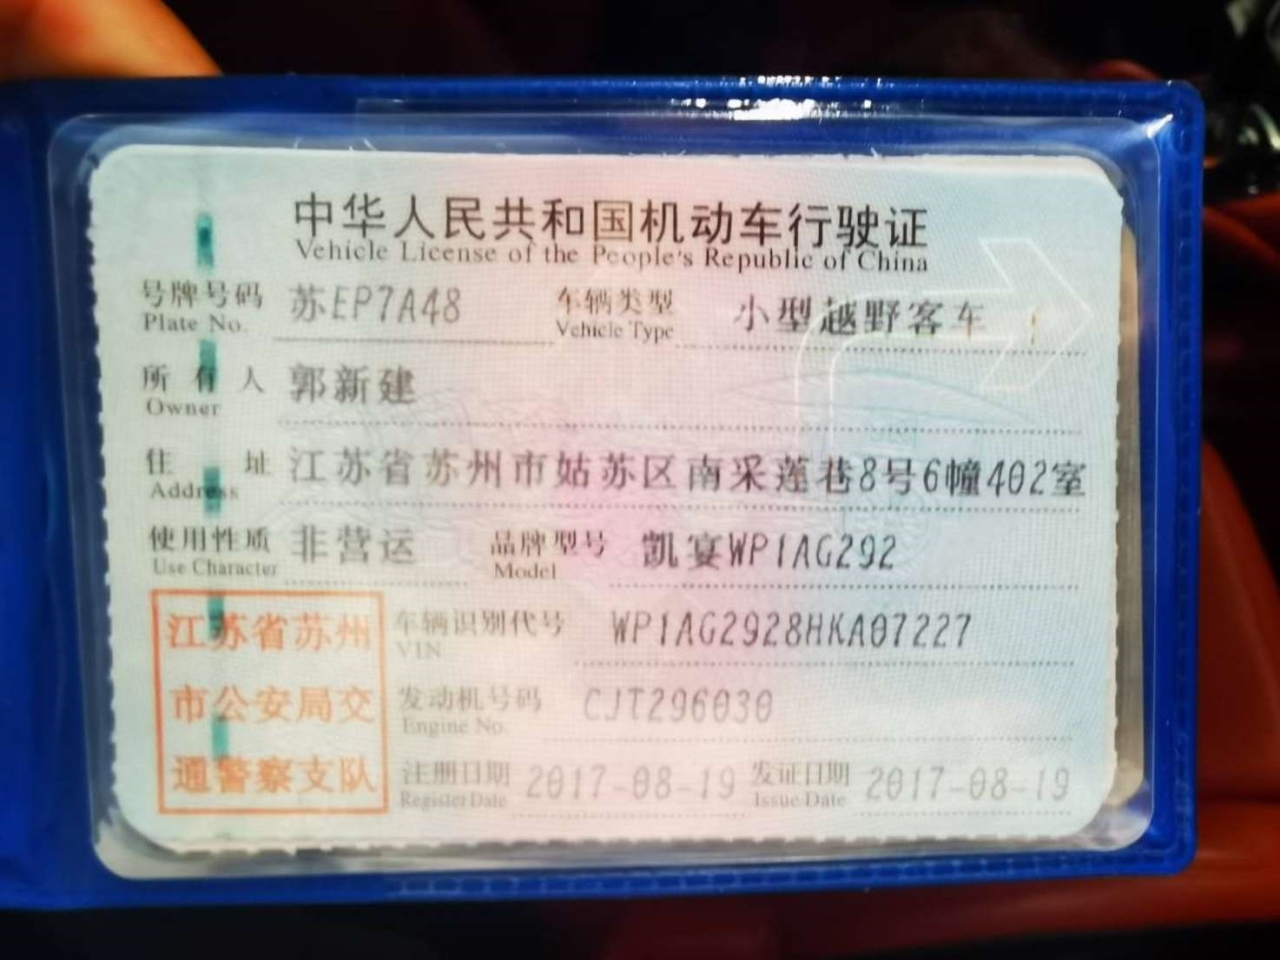 中华人民共和国机动车行驶证
Vehicle License of the People's Republic of China
号牌号码 苏EP7A48 车辆类型 小型越野客车
Plate No. Vehicle Type
所有人 郭新建
Owner
住址 江苏省苏州市姑苏区南采莲巷8号6幢402室
Address
使用性质 非营运 品牌型号 凯宴WP1AG292
Use Character Model
江苏省苏州 车辆识别代号 WP1AG2928HKA07227
VIN
市公安局交 发动机号码 CJT296030
Engine No.
通警察支队 注册日期 2017-08-19 发证日期 2017-08-19
Register Date Issue Date